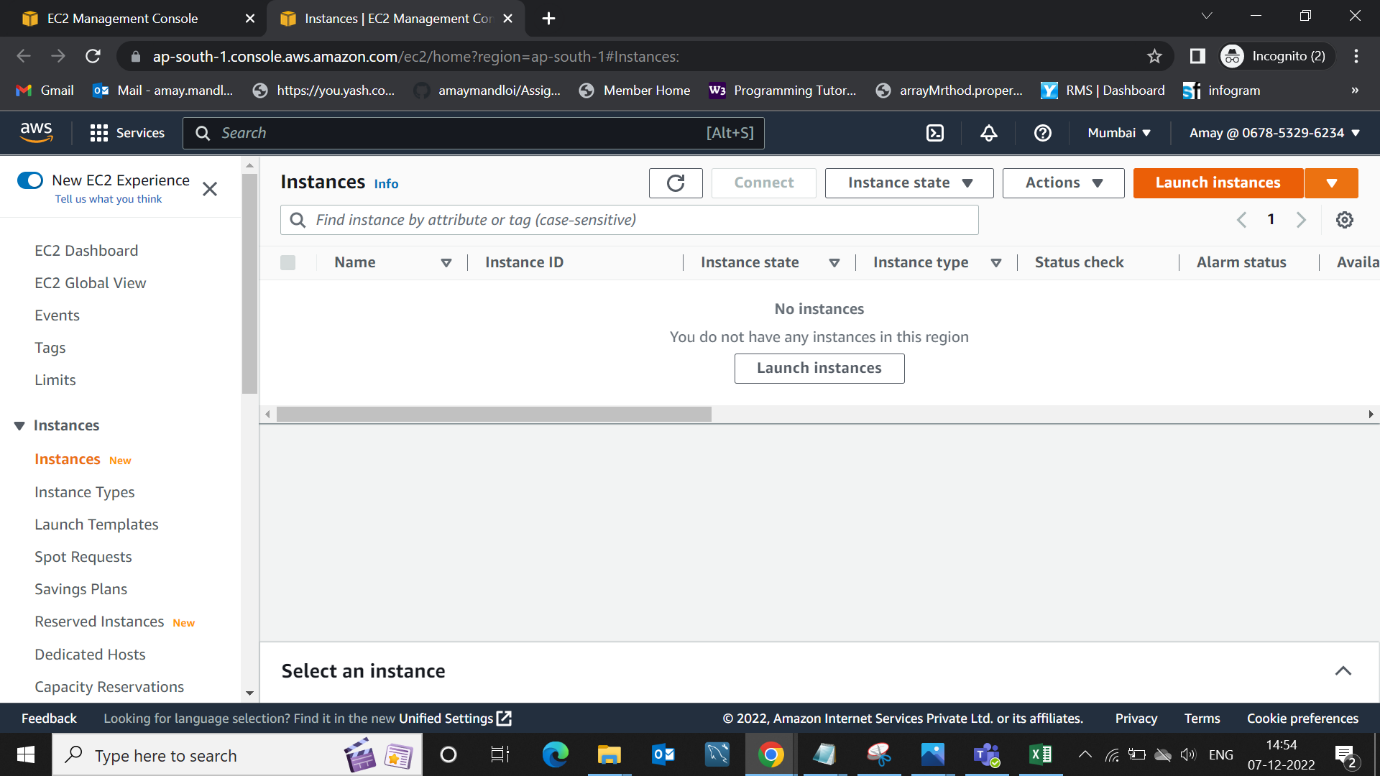 EC2 Management Console
Instances | EC2 Management Con
ap-south-1.console.aws.amazon.com/ec2/home?region=ap-south-1#Instances:
Incognito (2)
Gmail
Mail - amay.mandl...
https://you.yash.co...
amaymandloi/Assig...
Member Home
W3 Programming Tutor...
arrayMrthod.proper...
RMS | Dashboard
infogram
»
aws
Services
Search
[Alt+S]
Mumbai
Amay @ 0678-5329-6234
New EC2 Experience
Tell us what you think
EC2 Dashboard
EC2 Global View
Events
Tags
Limits
Instances
Instances New
Instance Types
Launch Templates
Spot Requests
Savings Plans
Reserved Instances New
Dedicated Hosts
Capacity Reservations
Instances Info
Connect
Instance state
Actions
Launch instances
Find instance by attribute or tag (case-sensitive)
1
Name
Instance ID
Instance state
Instance type
Status check
Alarm status
Availa
No instances
You do not have any instances in this region
Launch instances
Select an instance
Feedback
Looking for language selection? Find it in the new Unified Settings
© 2022, Amazon Internet Services Private Ltd. or its affiliates.
Privacy
Terms
Cookie preferences
Type here to search
ENG
14:54
07-12-2022
2